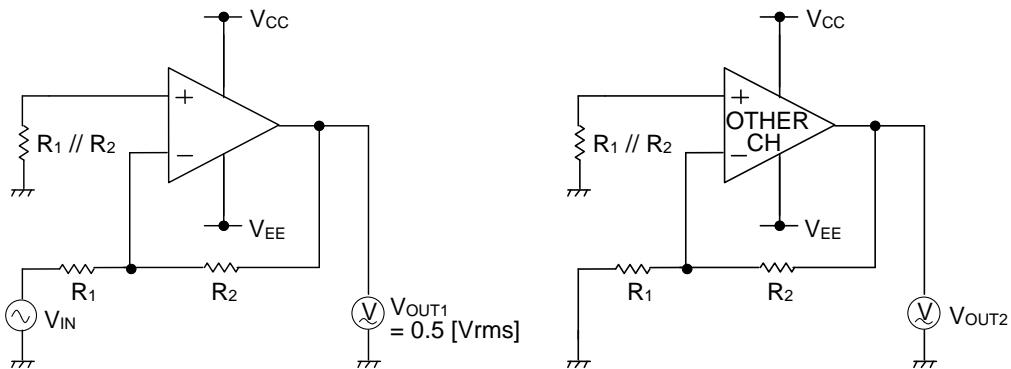 VCC
+
R1 // R2
−
VEE
R1
R2
VIN
V
VOUT1
= 0.5 [Vrms]
VCC
+
OTHER
CH
R1 // R2
−
VEE
R1
R2
V
VOUT2